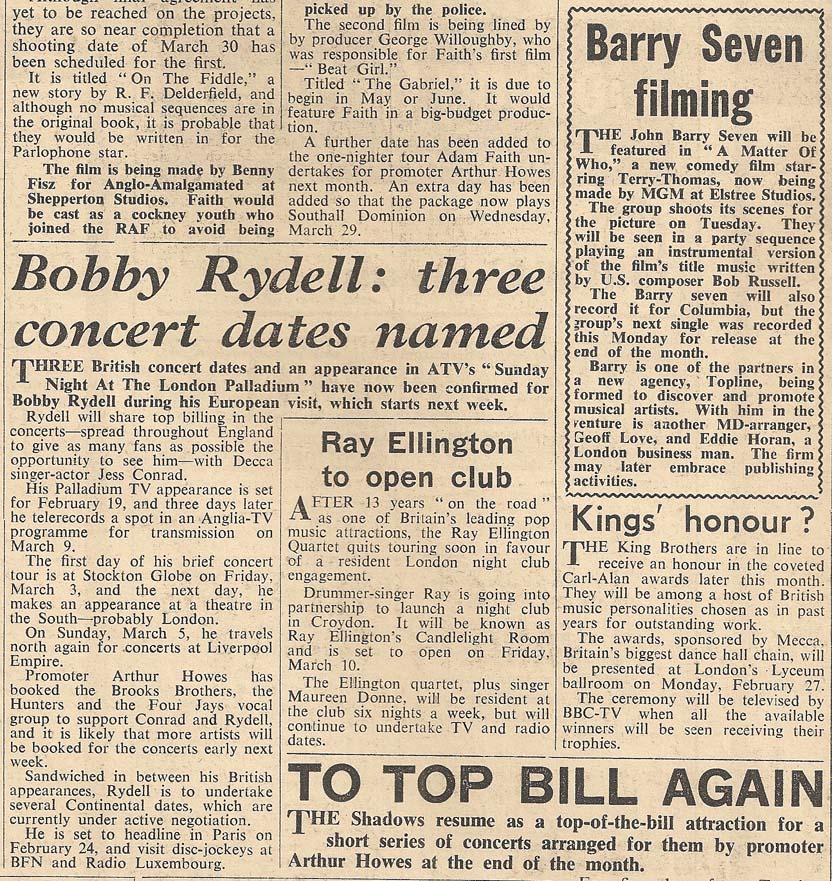 yet to be reached on the projects,
they are so near completion that a
shooting date of March 30 has
been scheduled for the first.
It is titled “On The Fiddle,” a
new story by R. F. Delderfield, and
although no musical sequences are in
the original book, it is probable that
they would be written in for the
Parlophone star.
The film is being made by Benny
Fisz for Anglo-Amalgamated at
Shepperton Studios. Faith would
be cast as a cockney youth who
joined the RAF to avoid being
picked up by the police.
The second film is being lined by
by producer George Willoughby, who
was responsible for Faith's first film
—“Beat Girl.”
Titled “The Gabriel,” it is due to
begin in May or June. It would
feature Faith in a big-budget produc-
tion.
A further date has been added to
the one-nighter tour Adam Faith un-
dertakes for promoter Arthur Howes
next month. An extra day has been
added so that the package now plays
Southall Dominion on Wednesday,
March 29.
Bobby Rydell: three
concert dates named
THREE British concert dates and an appearance in ATV's “Sunday
Night At The London Palladium” have now been confirmed for
Bobby Rydell during his European visit, which starts next week.
Rydell will share top billing in the
concerts—spread throughout England
to give as many fans as possible the
opportunity to see him—with Decca
singer-actor Jess Conrad.
His Palladium TV appearance is set
for February 19, and three days later
he telerecords a spot in an Anglia-TV
programme for transmission on
March 9.
The first day of his brief concert
tour is at Stockton Globe on Friday,
March 3, and the next day, he
makes an appearance at a theatre in
the South—probably London.
On Sunday, March 5, he travels
north again for concerts at Liverpool
Empire.
Promoter Arthur Howes has
booked the Brooks Brothers, the
Hunters and the Four Jays vocal
group to support Conrad and Rydell,
and it is likely that more artists will
be booked for the concerts early next
week.
Sandwiched in between his British
appearances, Rydell is to undertake
several Continental dates, which are
currently under active negotiation.
He is set to headline in Paris on
February 24, and visit disc-jockeys at
BFN and Radio Luxembourg.
Ray Ellington
to open club
AFTER 13 years “on the road”
as one of Britain's leading pop
music attractions, the Ray Ellington
Quartet quits touring soon in favour
of a resident London night club
engagement.
Drummer-singer Ray is going into
partnership to launch a night club
in Croydon. It will be known as
Ray Ellington's Candlelight Room
and is set to open on Friday,
March 10.
The Ellington quartet, plus singer
Maureen Donne, will be resident at
the club six nights a week, but will
continue to undertake TV and radio
dates.
Barry Seven
filming
THE John Barry Seven will be
featured in “A Matter Of
Who,” a new comedy film star-
ring Terry-Thomas, now being
made by MGM at Elstree Studios.
The group shoots its scenes for
the picture on Tuesday. They
will be seen in a party sequence
playing an instrumental version
of the film's title music written
by U.S. composer Bob Russell.
The Barry seven will also
record it for Columbia, but the
group's next single was recorded
this Monday for release at the
end of the month.
Barry is one of the partners in
a new agency, Topline, being
formed to discover and promote
musical artists. With him in the
venture is another MD-arranger,
Geoff Love, and Eddie Horan, a
London business man. The firm
may later embrace publishing
activities.
Kings' honour?
THE King Brothers are in line to
receive an honour in the coveted
Carl-Alan awards later this month.
They will be among a host of British
music personalities chosen as in past
years for outstanding work.
The awards, sponsored by Mecca,
Britain's biggest dance hall chain, will
be presented at London's Lyceum
ballroom on Monday, February 27.
The ceremony will be televised by
BBC-TV when all the available
winners will be seen receiving their
trophies.
TO TOP BILL AGAIN
THE Shadows resume as a top-of-the-bill attraction for a
short series of concerts arranged for them by promoter
Arthur Howes at the end of the month.